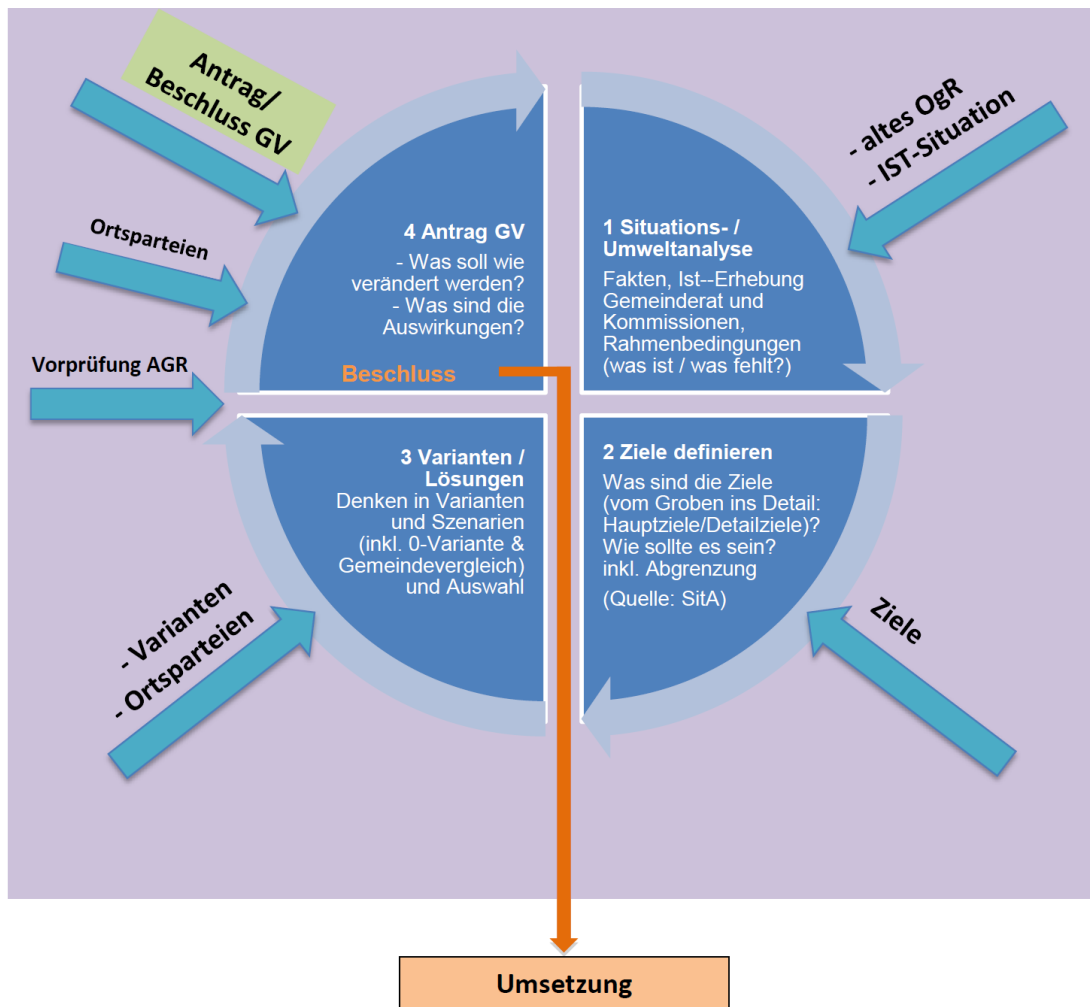 Antrag/
Beschluss GV
Ortsparteien
Vorprüfung AGR
- altes OgR
- IST-Situation
4 Antrag GV
- Was soll wie
verändert werden?
- Was sind die
Auswirkungen?
Beschluss
1 Situations- /
Umweltanalyse
Fakten, Ist--Erhebung
Gemeinderat und
Kommissionen,
Rahmenbedingungen
(was ist / was fehlt?)
3 Varianten /
Lösungen
Denken in Varianten
und Szenarien
(inkl. 0-Variante &
Gemeindevergleich)
und Auswahl
2 Ziele definieren
Was sind die Ziele
(vom Groben ins Detail:
Hauptziele/Detailziele)?
Wie sollte es sein?
inkl. Abgrenzung
(Quelle: SitA)
- Varianten
- Ortsparteien
Ziele
Umsetzung